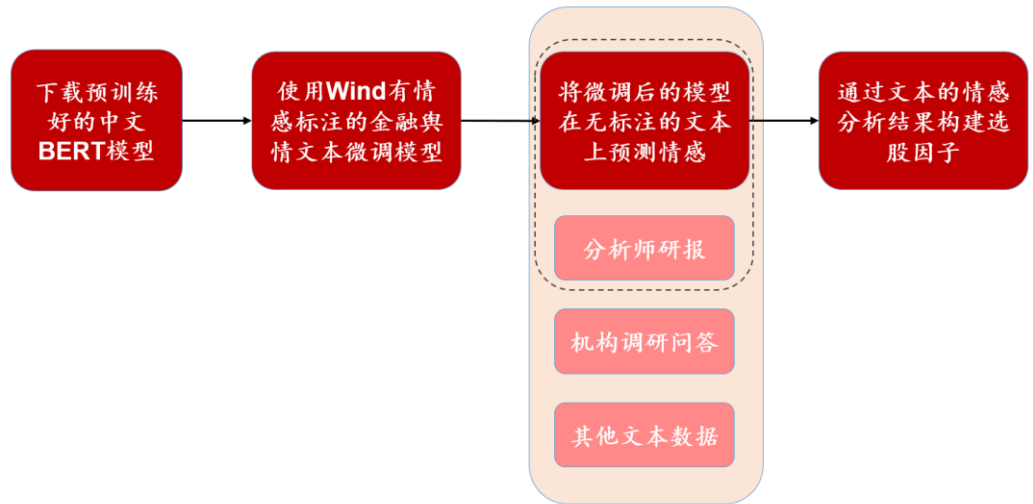 下载预训练
好的中文
BERT模型
使用Wind有情
感标注的金融舆
情文本微调模型
将微调后的模型
在无标注的文本
上预测情感
分析师研报
机构调研问答
其他文本数据
通过文本的情感
分析结果构建选
股因子